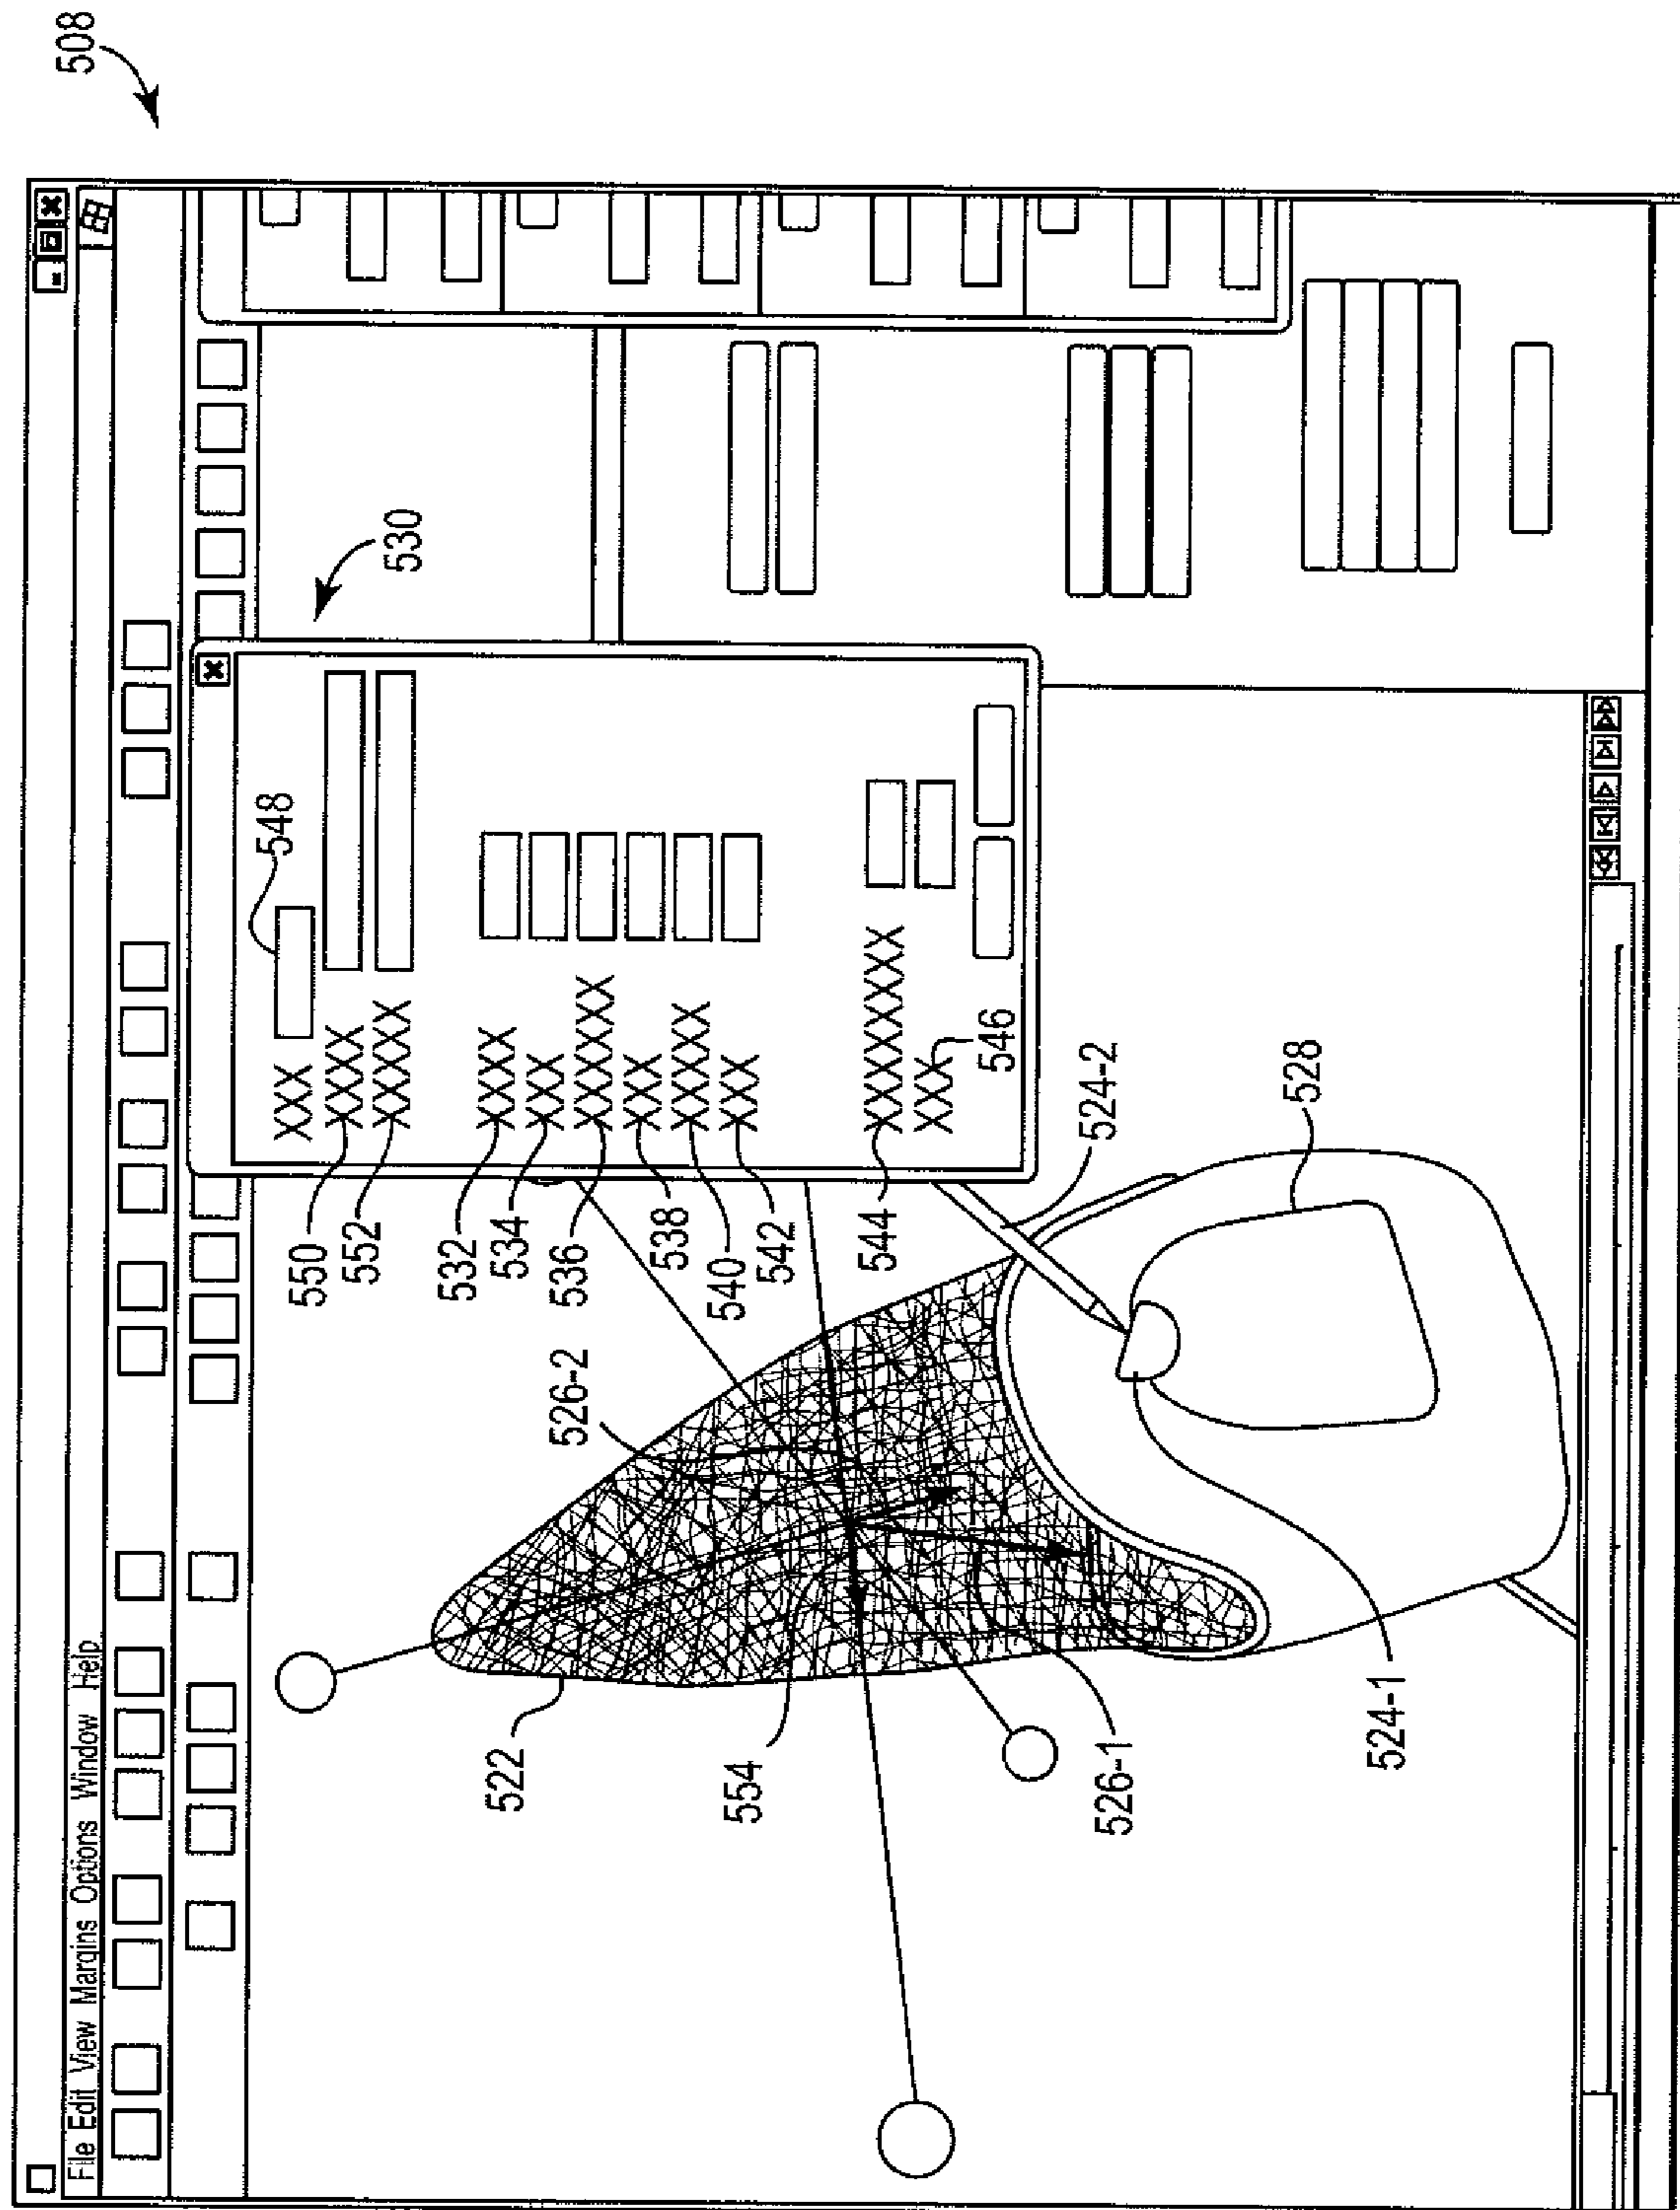 508
File Edit View Margins Options Window Help
530
548
XXX
550
XXXX
552
XXXXX
532
XXXX
534
XXX
536
XXXXXX
538
XXX
540
XXXXX
542
XXX
544
XXXXXXXX
XXX
546
524-2
526-2
528
522
554
526-1
524-1